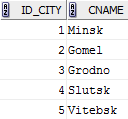 ID_CITY CNAME
1 Minsk
2 Gomel
3 Grodno
4 Slutsk
5 Vitebsk